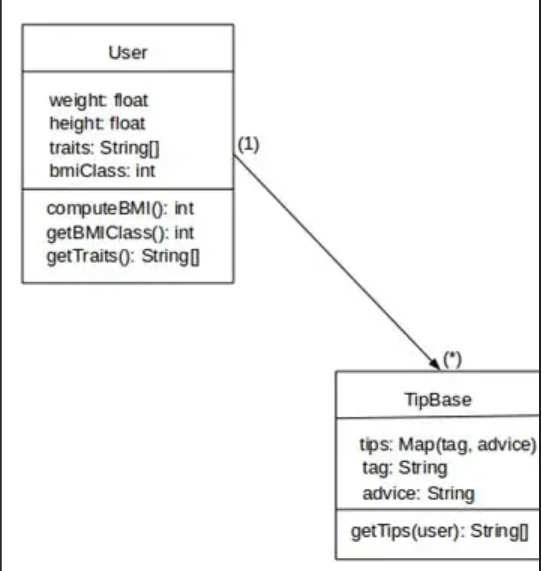 User
weight: float
height: float
traits: String[]
bmiClass: int
(1)
computeBMI(): int
getBMIClass(): int
getTraits(): String[]
(*)
TipBase
tips: Map(tag, advice)
tag: String
advice: String
getTips(user): String[]